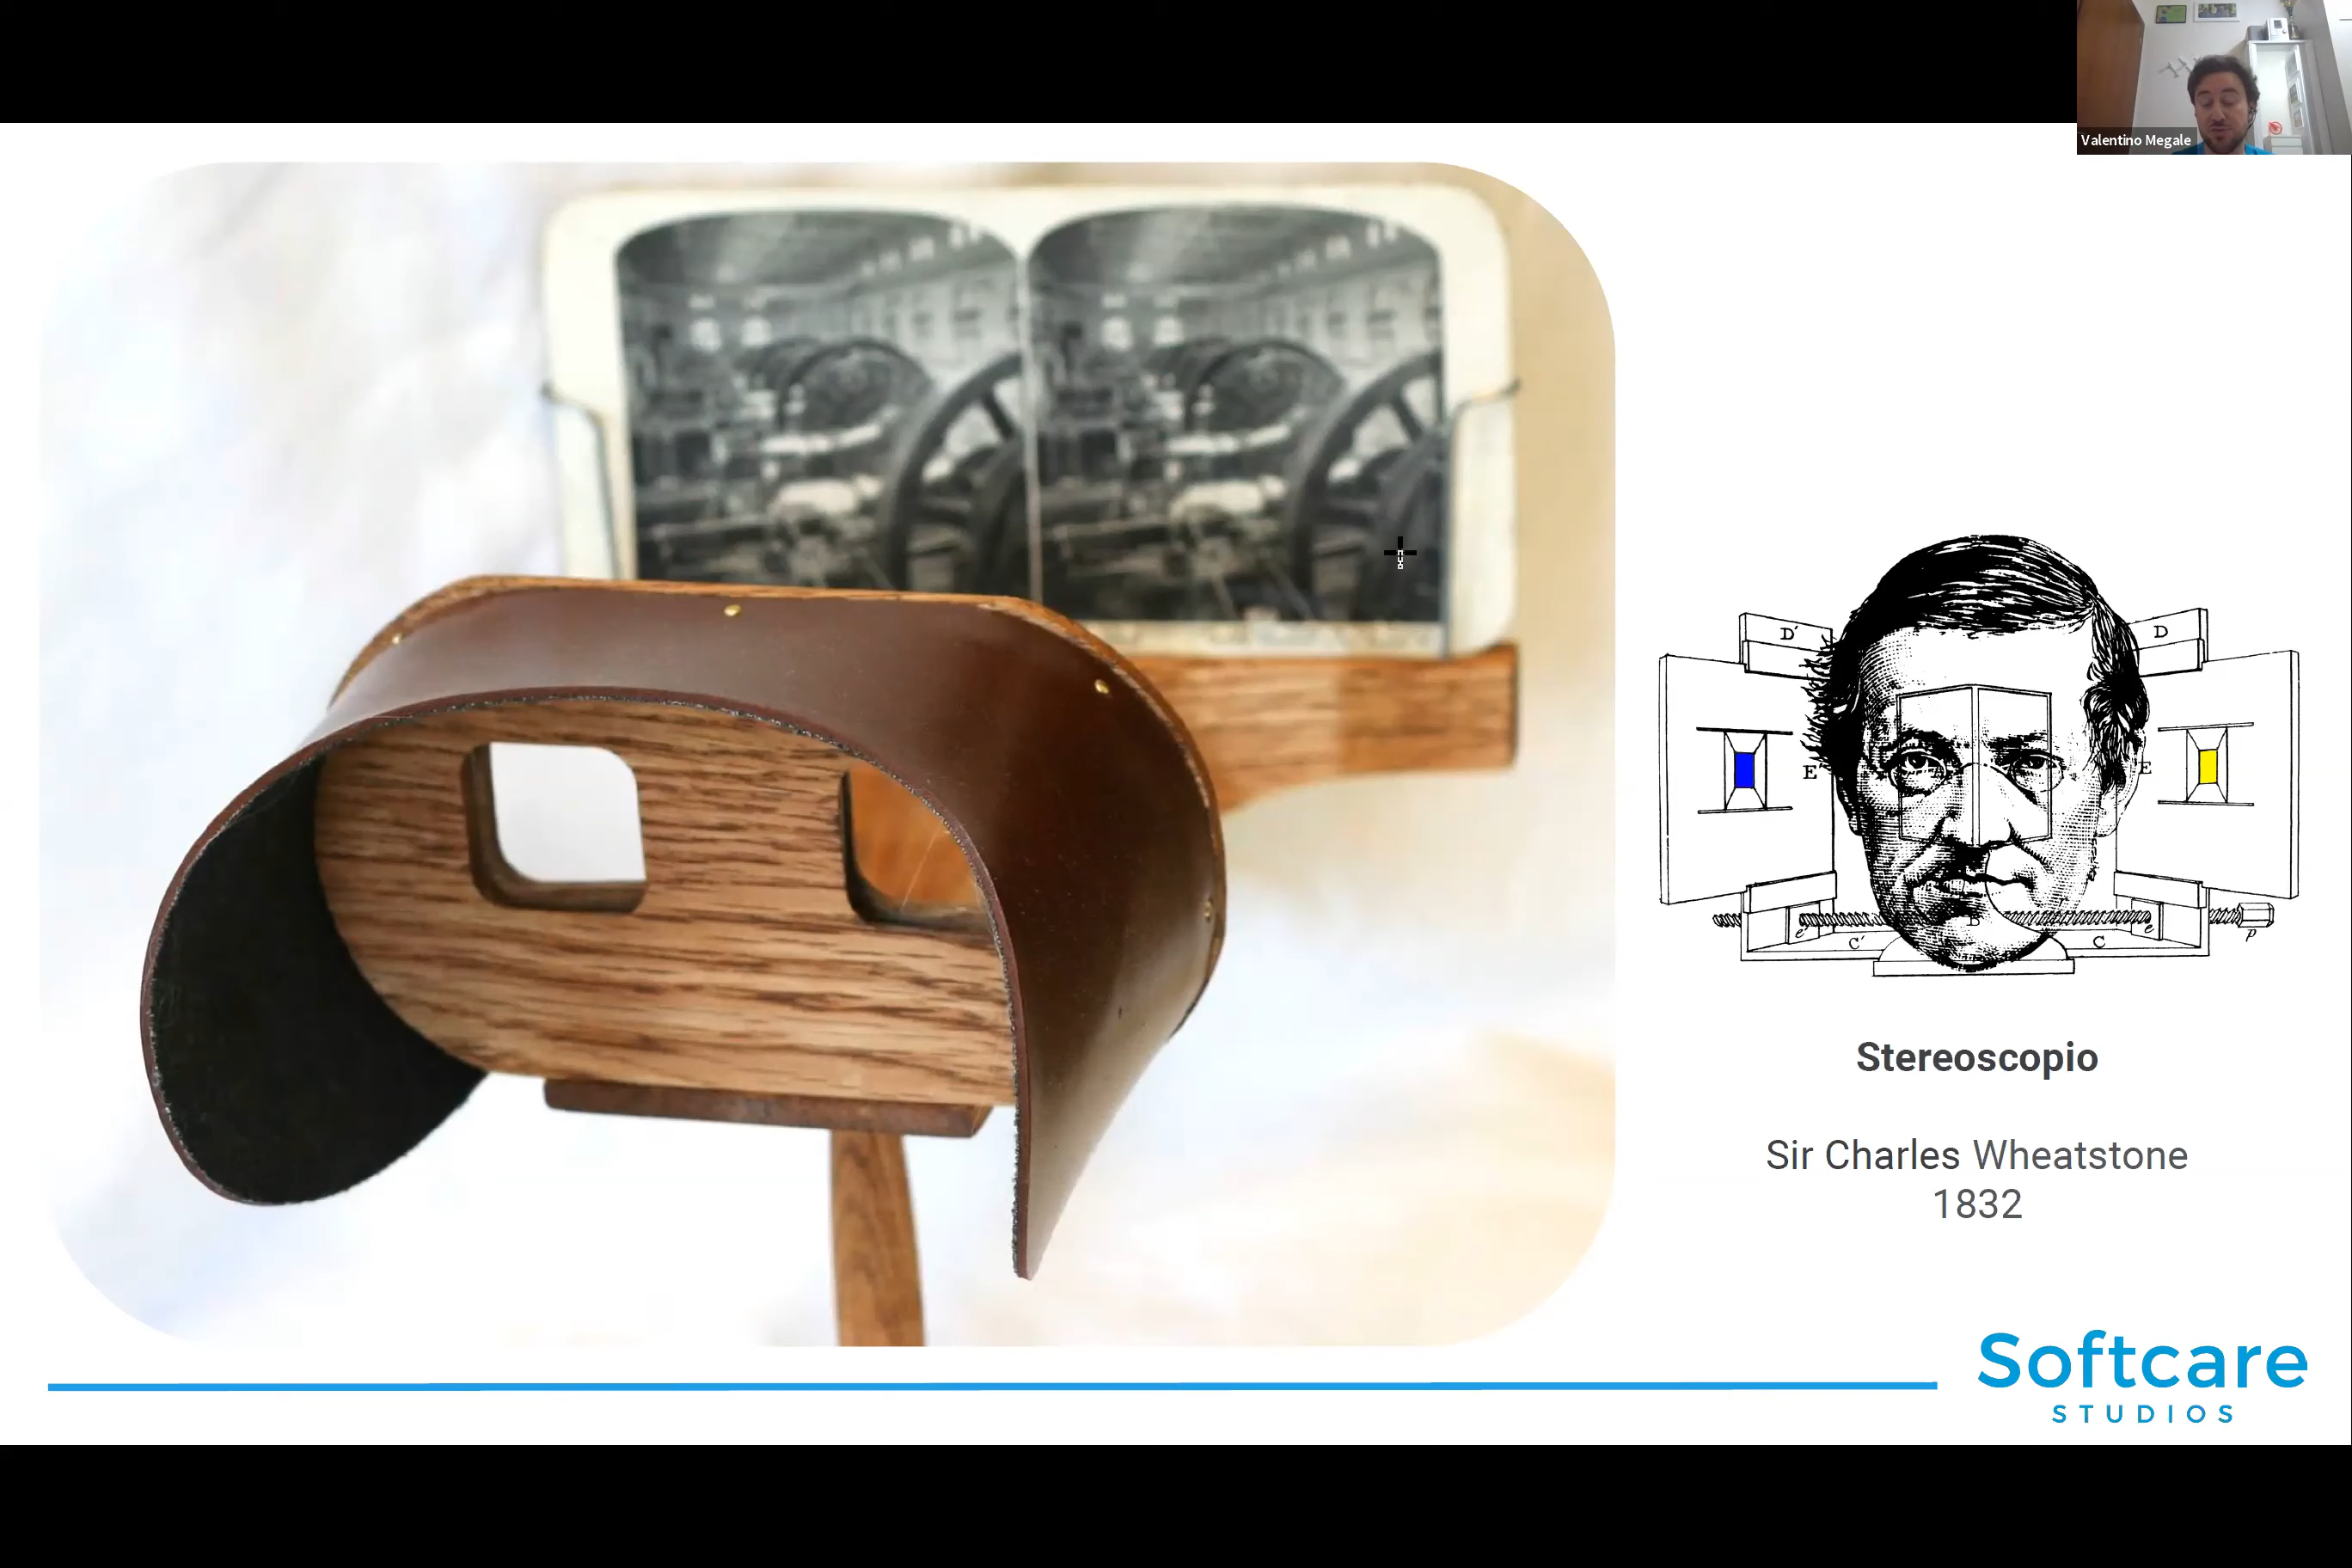 Valentino Megale
D'
D
E'
A
E
B
e'
e
C'
C
p
Stereoscopio
Sir Charles Wheatstone
1832
Softcare
STUDIOS